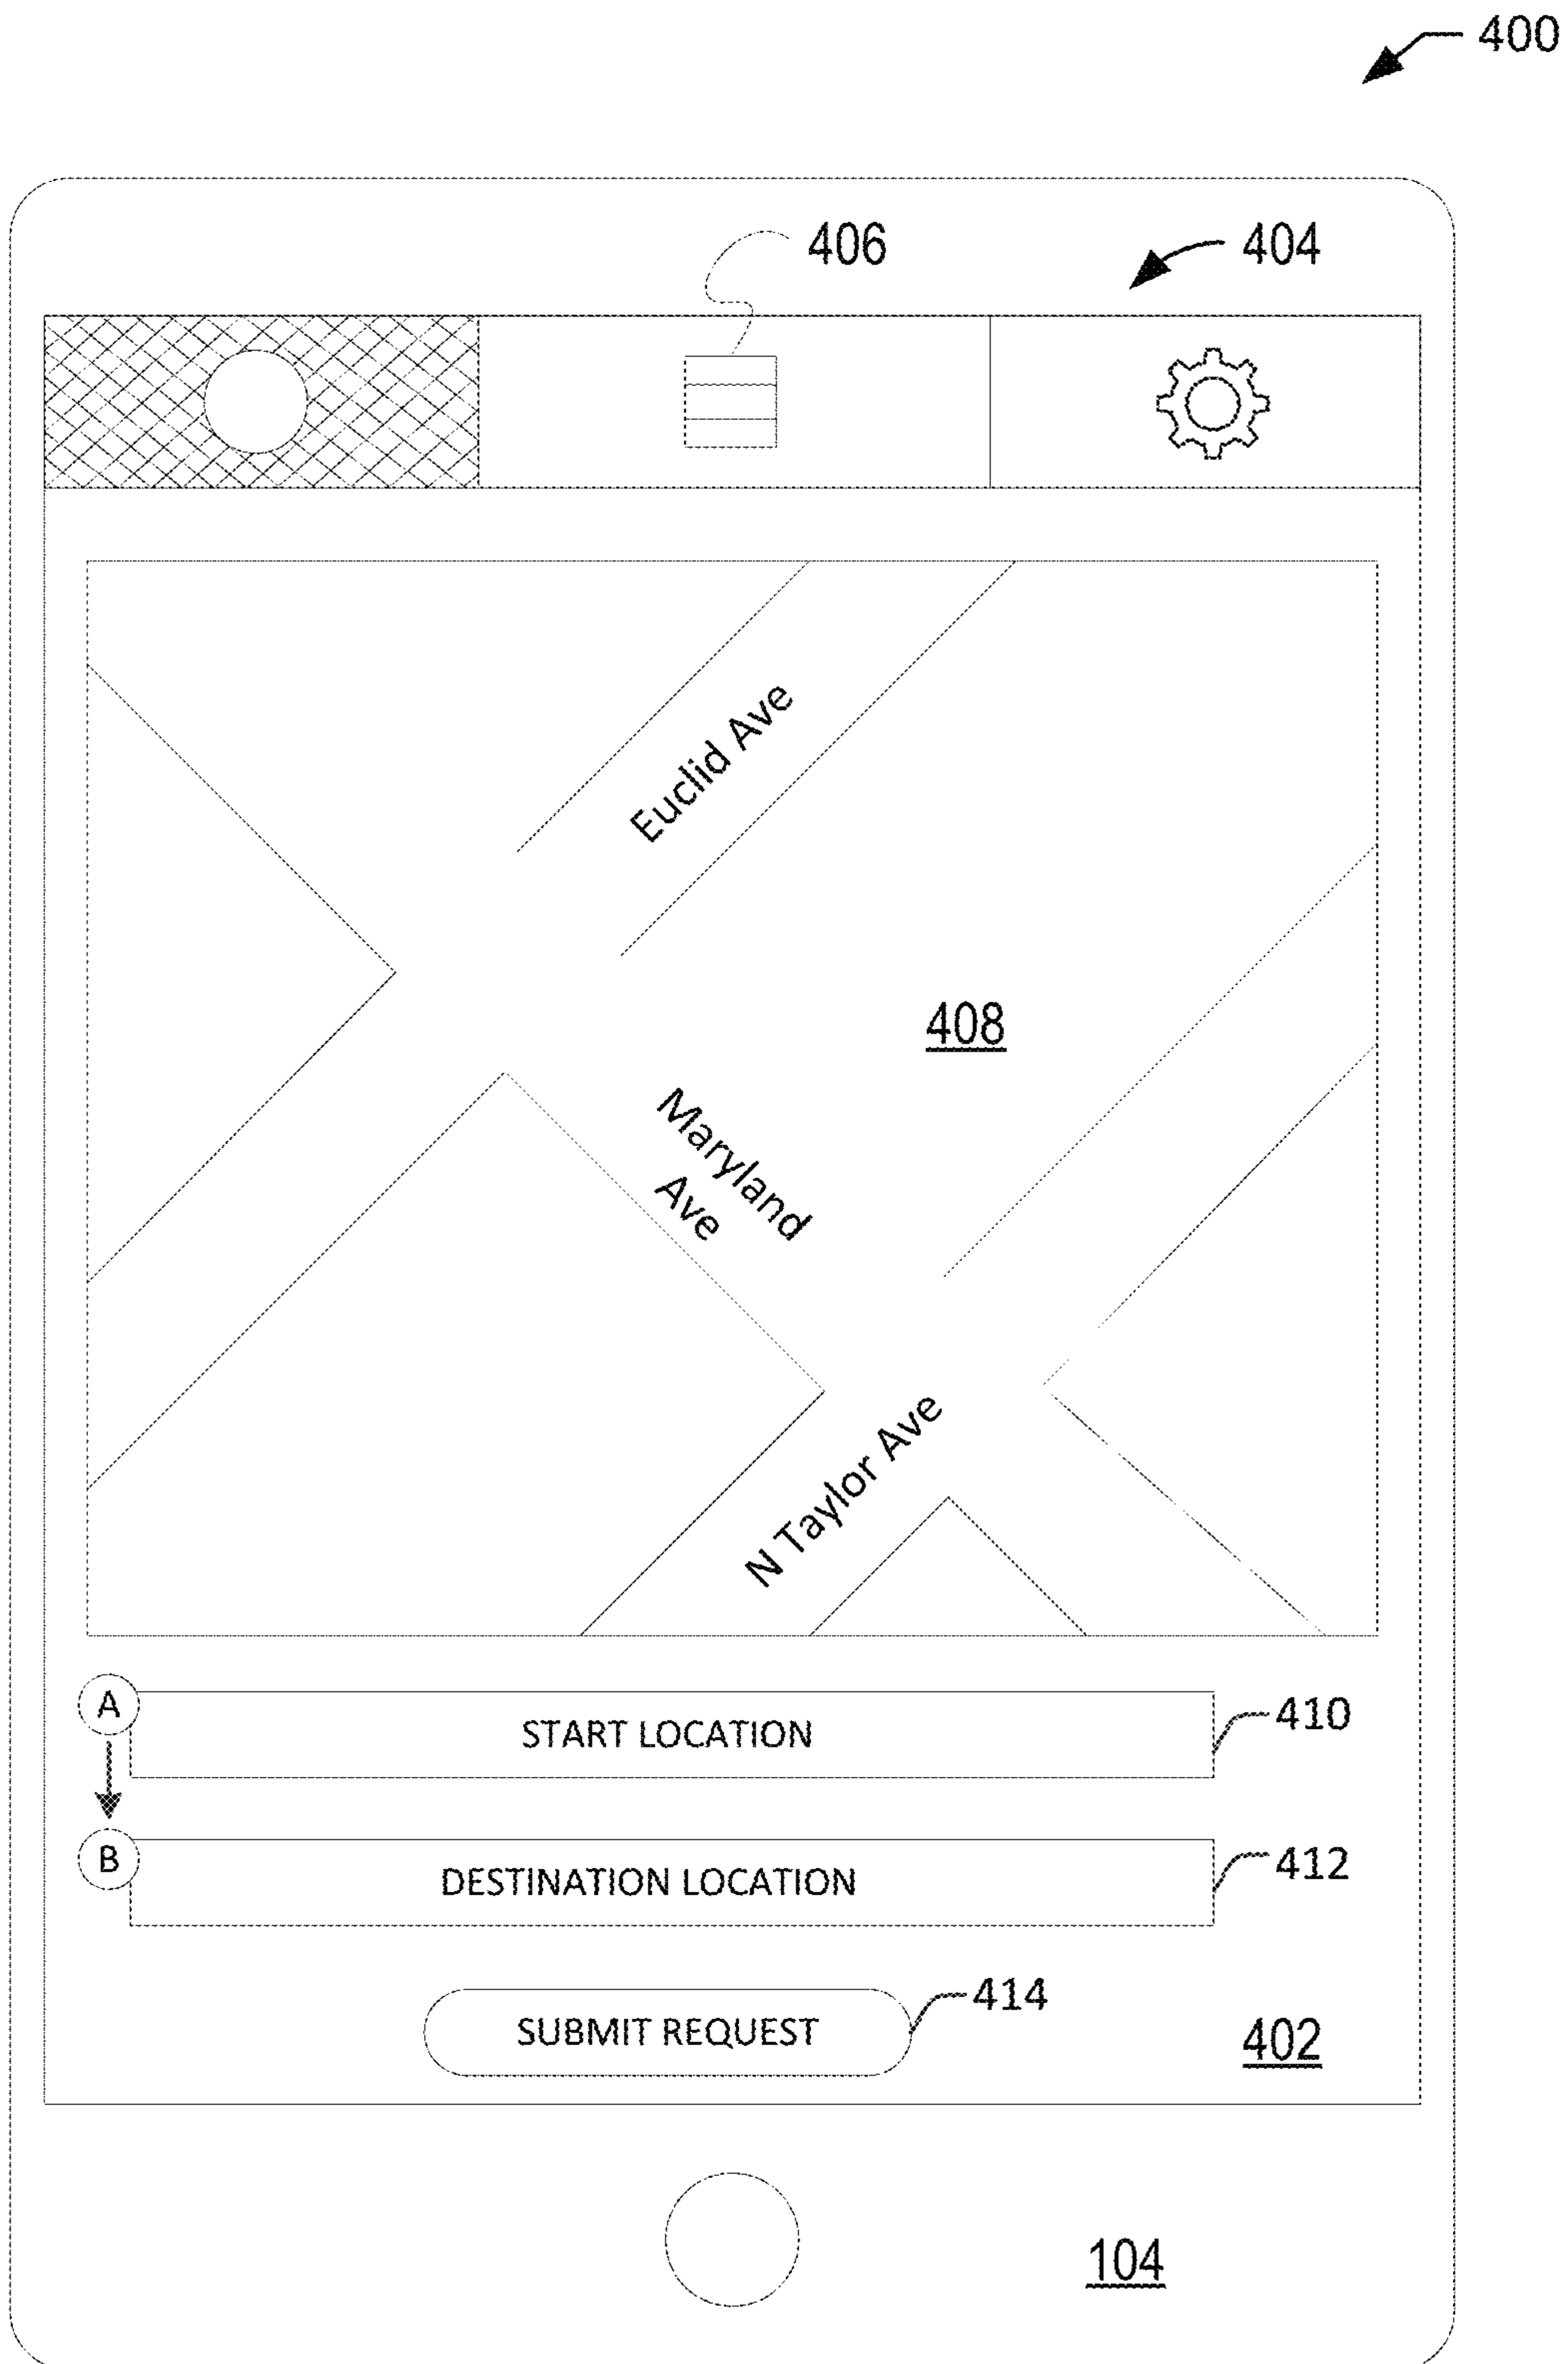 400
406
404
Euclid Ave
408
Maryland
Ave
N Taylor Ave
A
START LOCATION
410
B
DESTINATION LOCATION
412
SUBMIT REQUEST
414
402
104